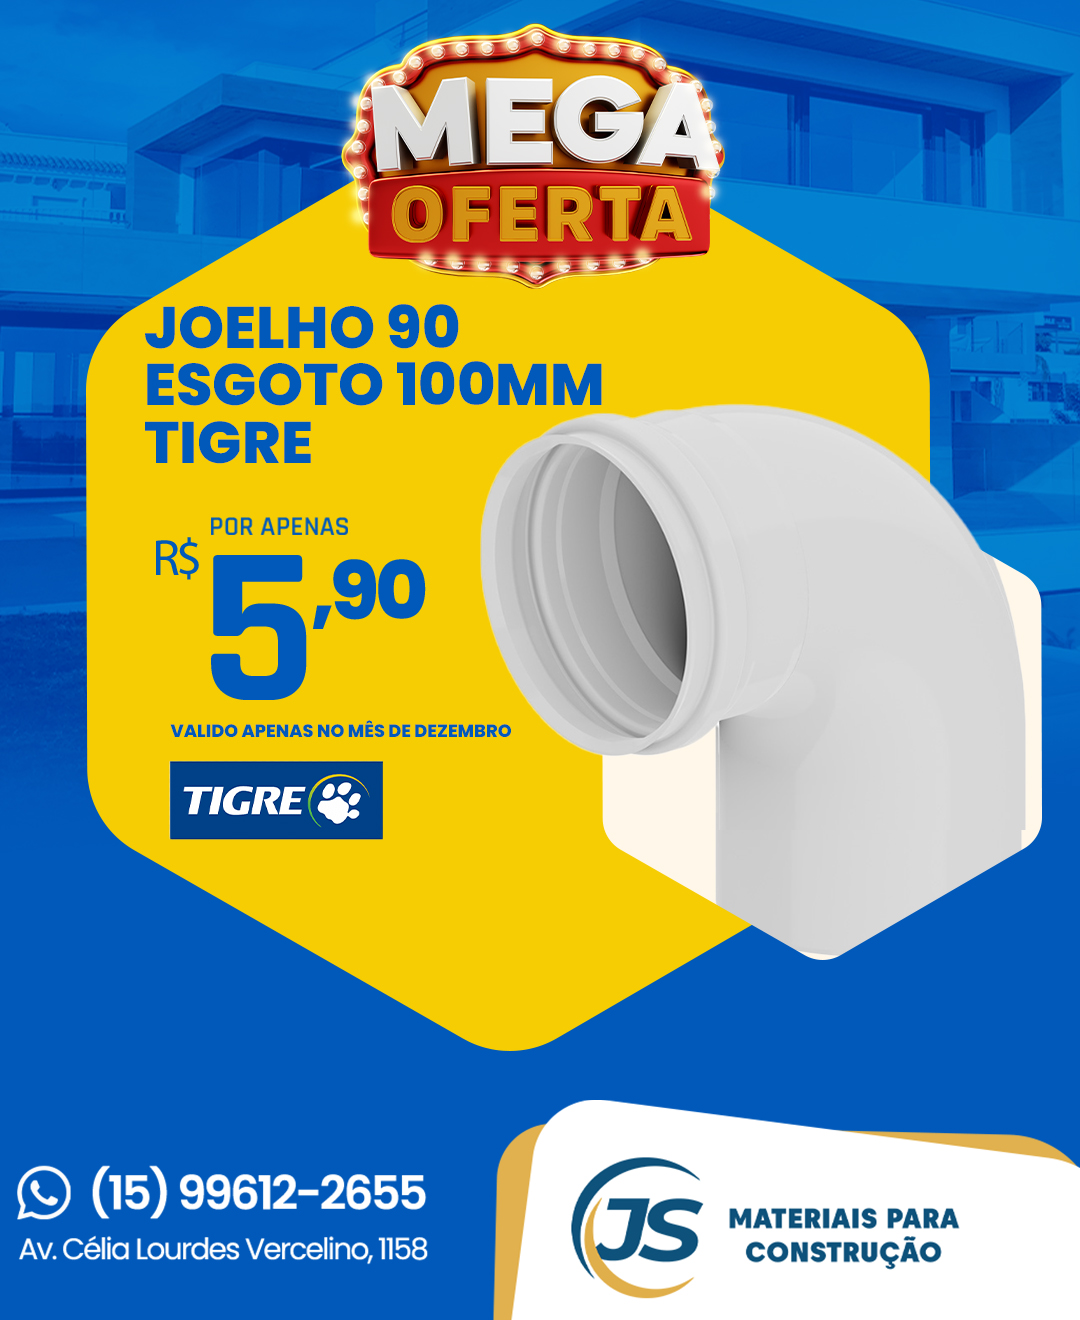 MEGA
OFERTA
JOELHO 90
ESGOTO 100MM
TIGRE
POR APENAS
R$ 5,90
VALIDO APENAS NO MÊS DE DEZEMBRO
TIGRE
(15) 99612-2655
Av. Célia Lourdes Vercelino, 1158
JS
MATERIAIS PARA
CONSTRUÇÃO